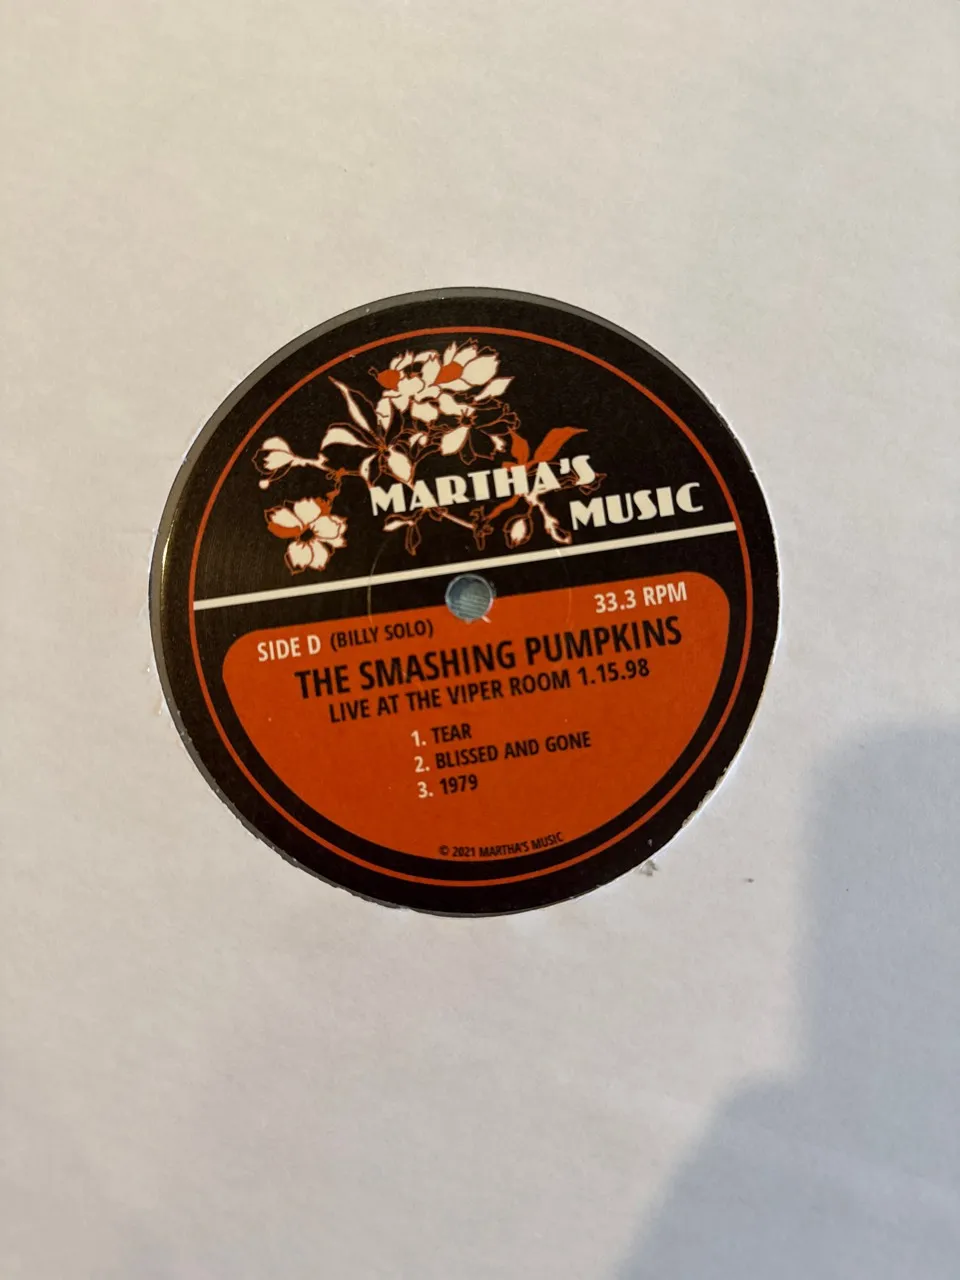 MARTHA'S
MUSIC
33.3 RPM
SIDE D (BILLY SOLO)
THE SMASHING PUMPKINS
LIVE AT THE VIPER ROOM 1.15.98
1. TEAR
2. BLISSED AND GONE
3. 1979
© 2021 MARTHA'S MUSIC